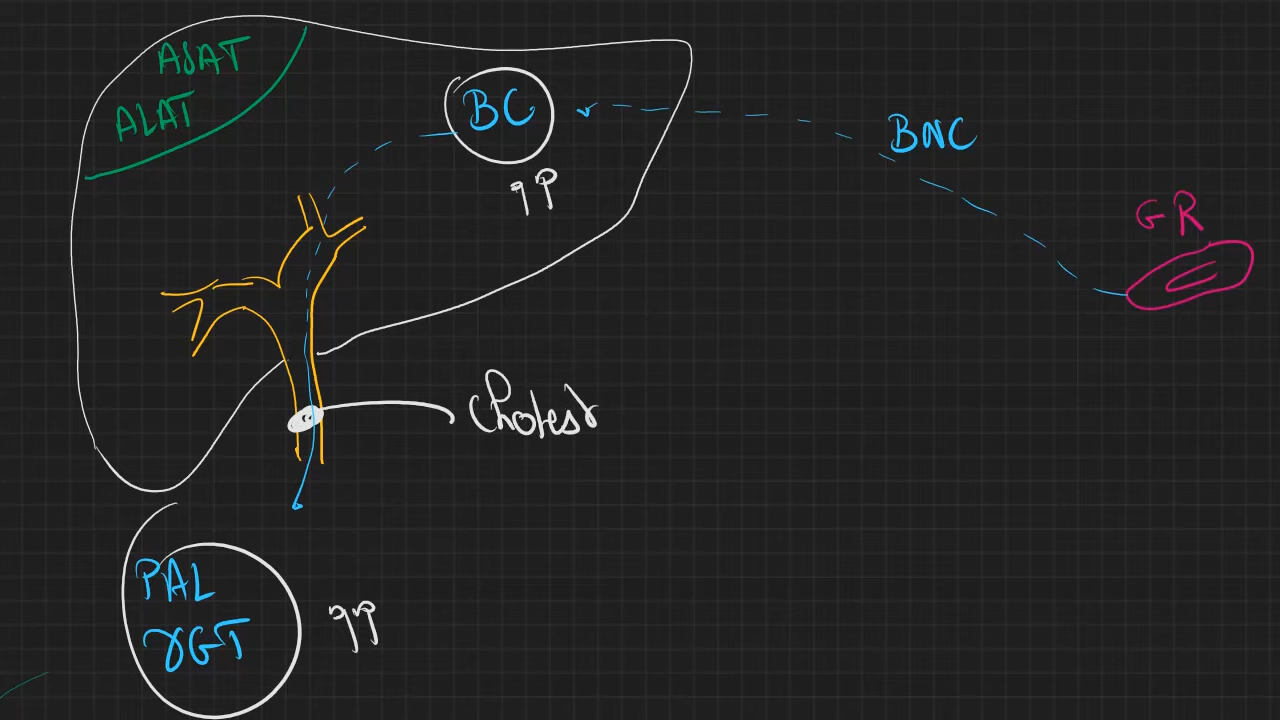 ASAT
ALAT
BC
BNC
GR
Cholest
PAL
γGT